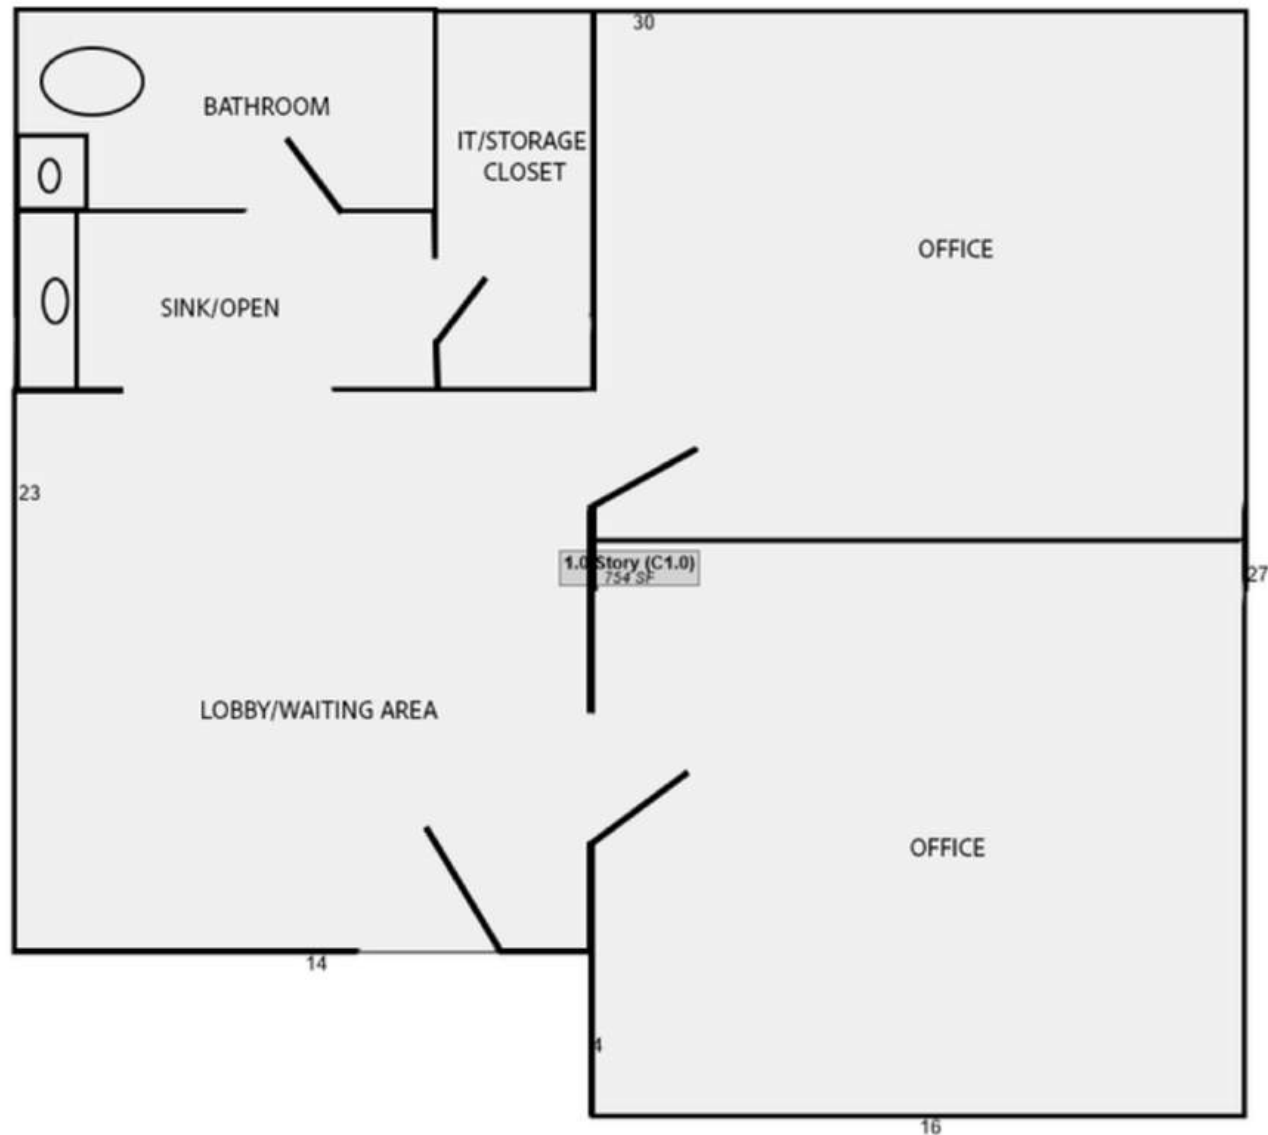 30
BATHROOM
IT/STORAGE
CLOSET
OFFICE
SINK/OPEN
23
1.0 Story (C1.0)
754 SF
27
LOBBY/WAITING AREA
OFFICE
14
4
16